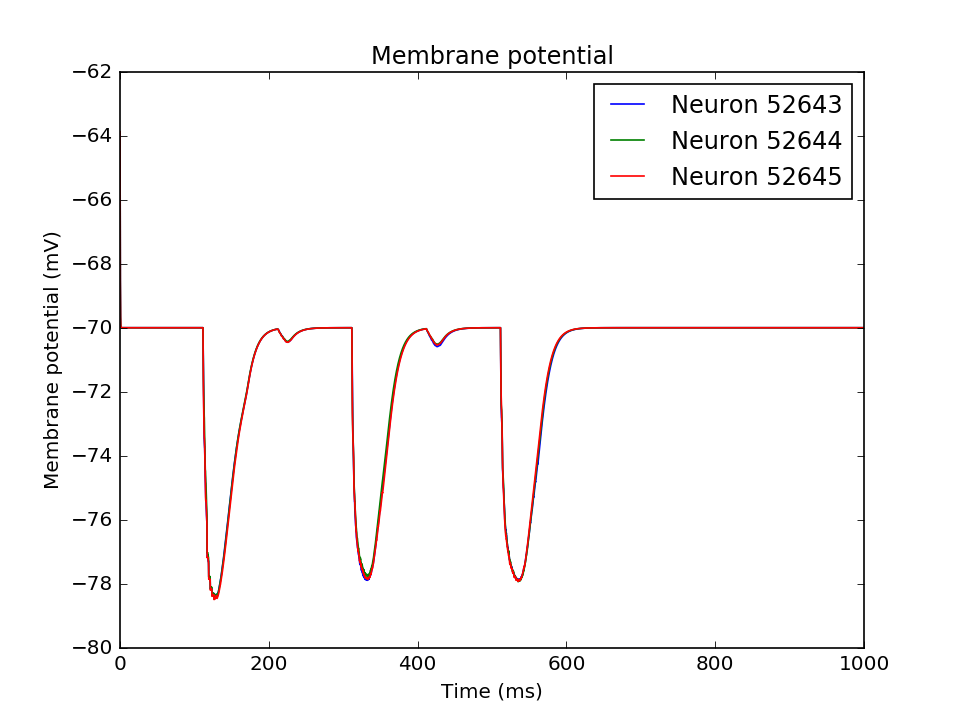 Membrane potential
−62
−64
−66
−68
−70
−72
−74
−76
−78
−80
Membrane potential (mV)
Neuron 52643
Neuron 52644
Neuron 52645
0 200 400 600 800 1000
Time (ms)